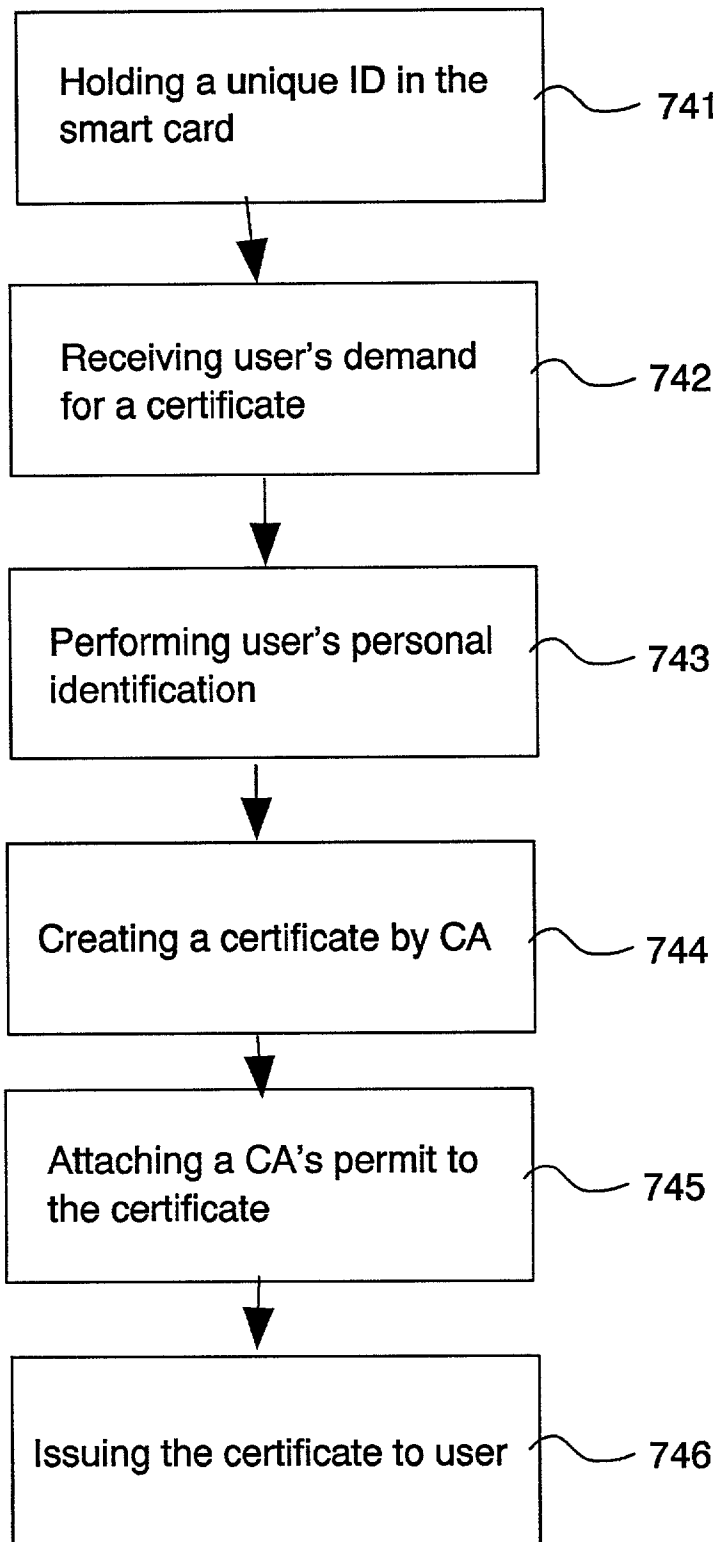 Holding a unique ID in the
smart card
741
Receiving user's demand
for a certificate
742
Performing user's personal
identification
743
Creating a certificate by CA
744
Attaching a CA's permit to
the certificate
745
Issuing the certificate to user
746